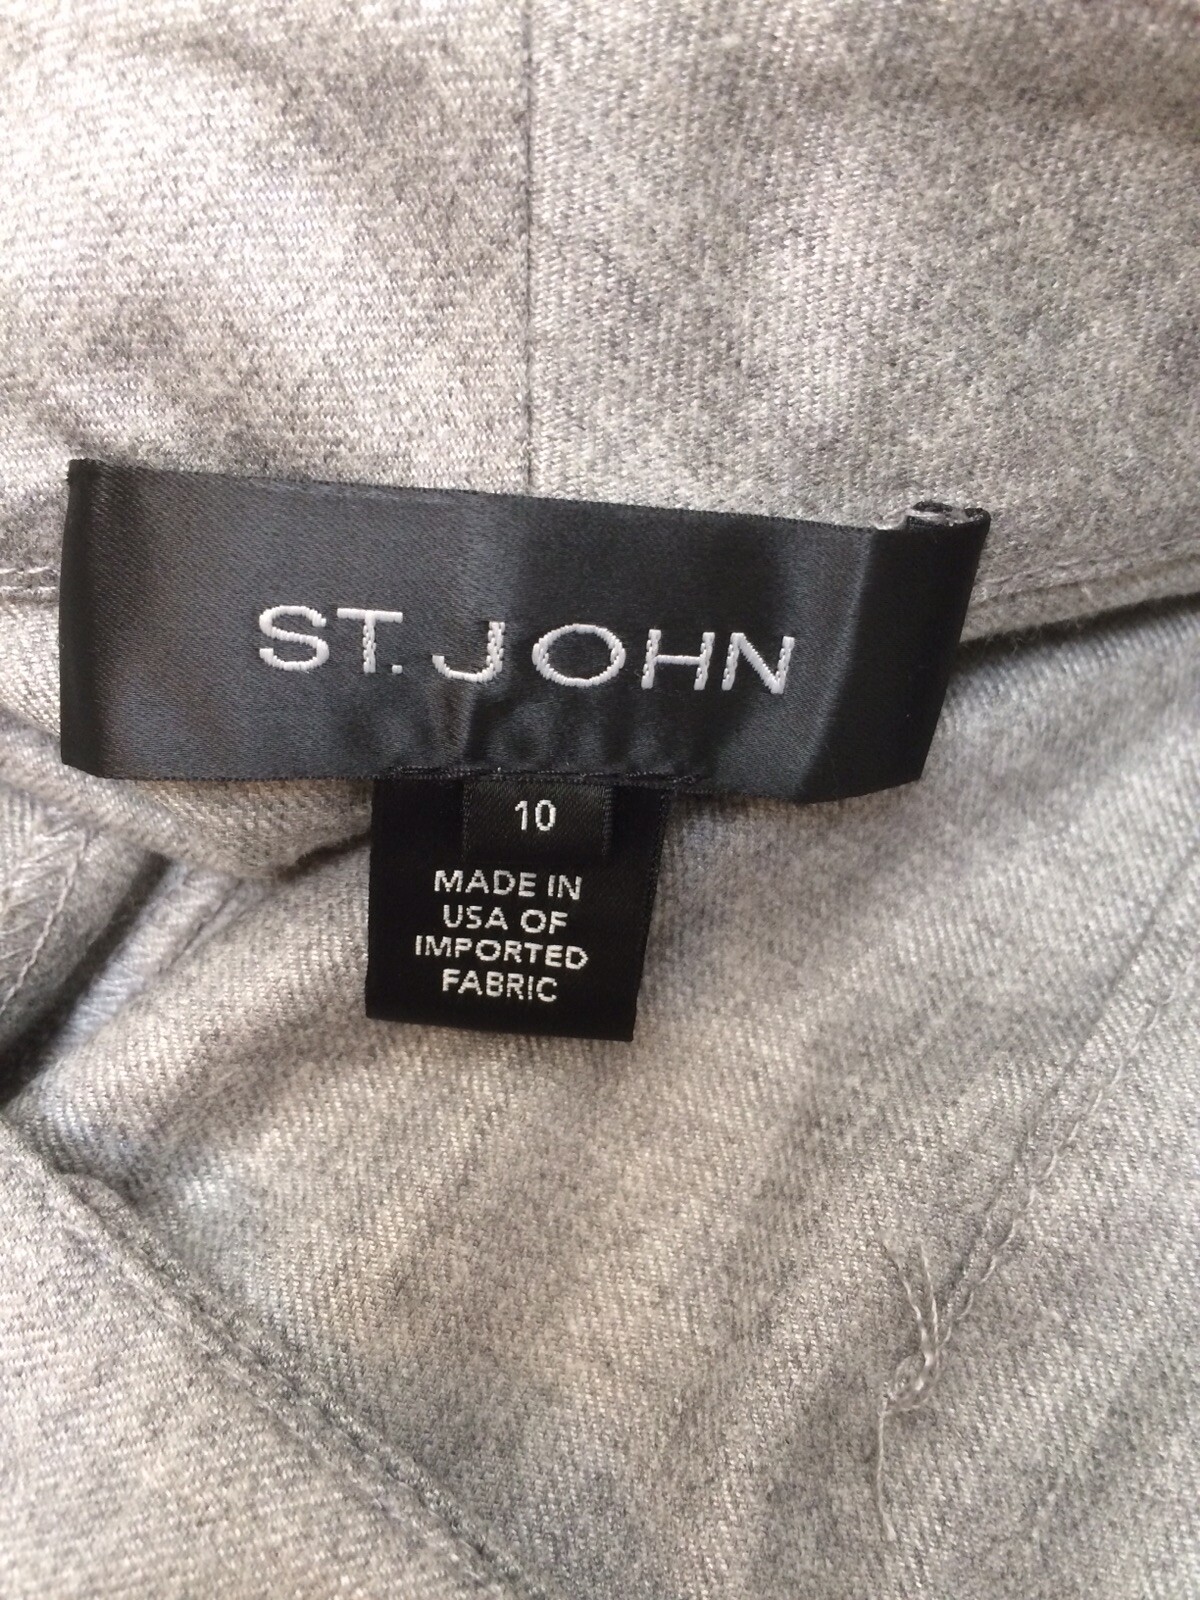 ST. JOHN
10
MADE IN
USA OF
IMPORTED
FABRIC